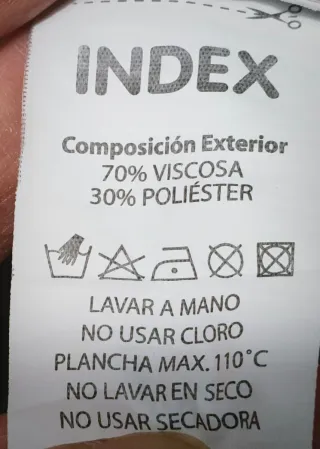 INDEX
Composición Exterior
70% VISCOSA
30% POLIÉSTER
LAVAR A MANO
NO USAR CLORO
PLANCHA MAX. 110°C
NO LAVAR EN SECO
NO USAR SECADORA